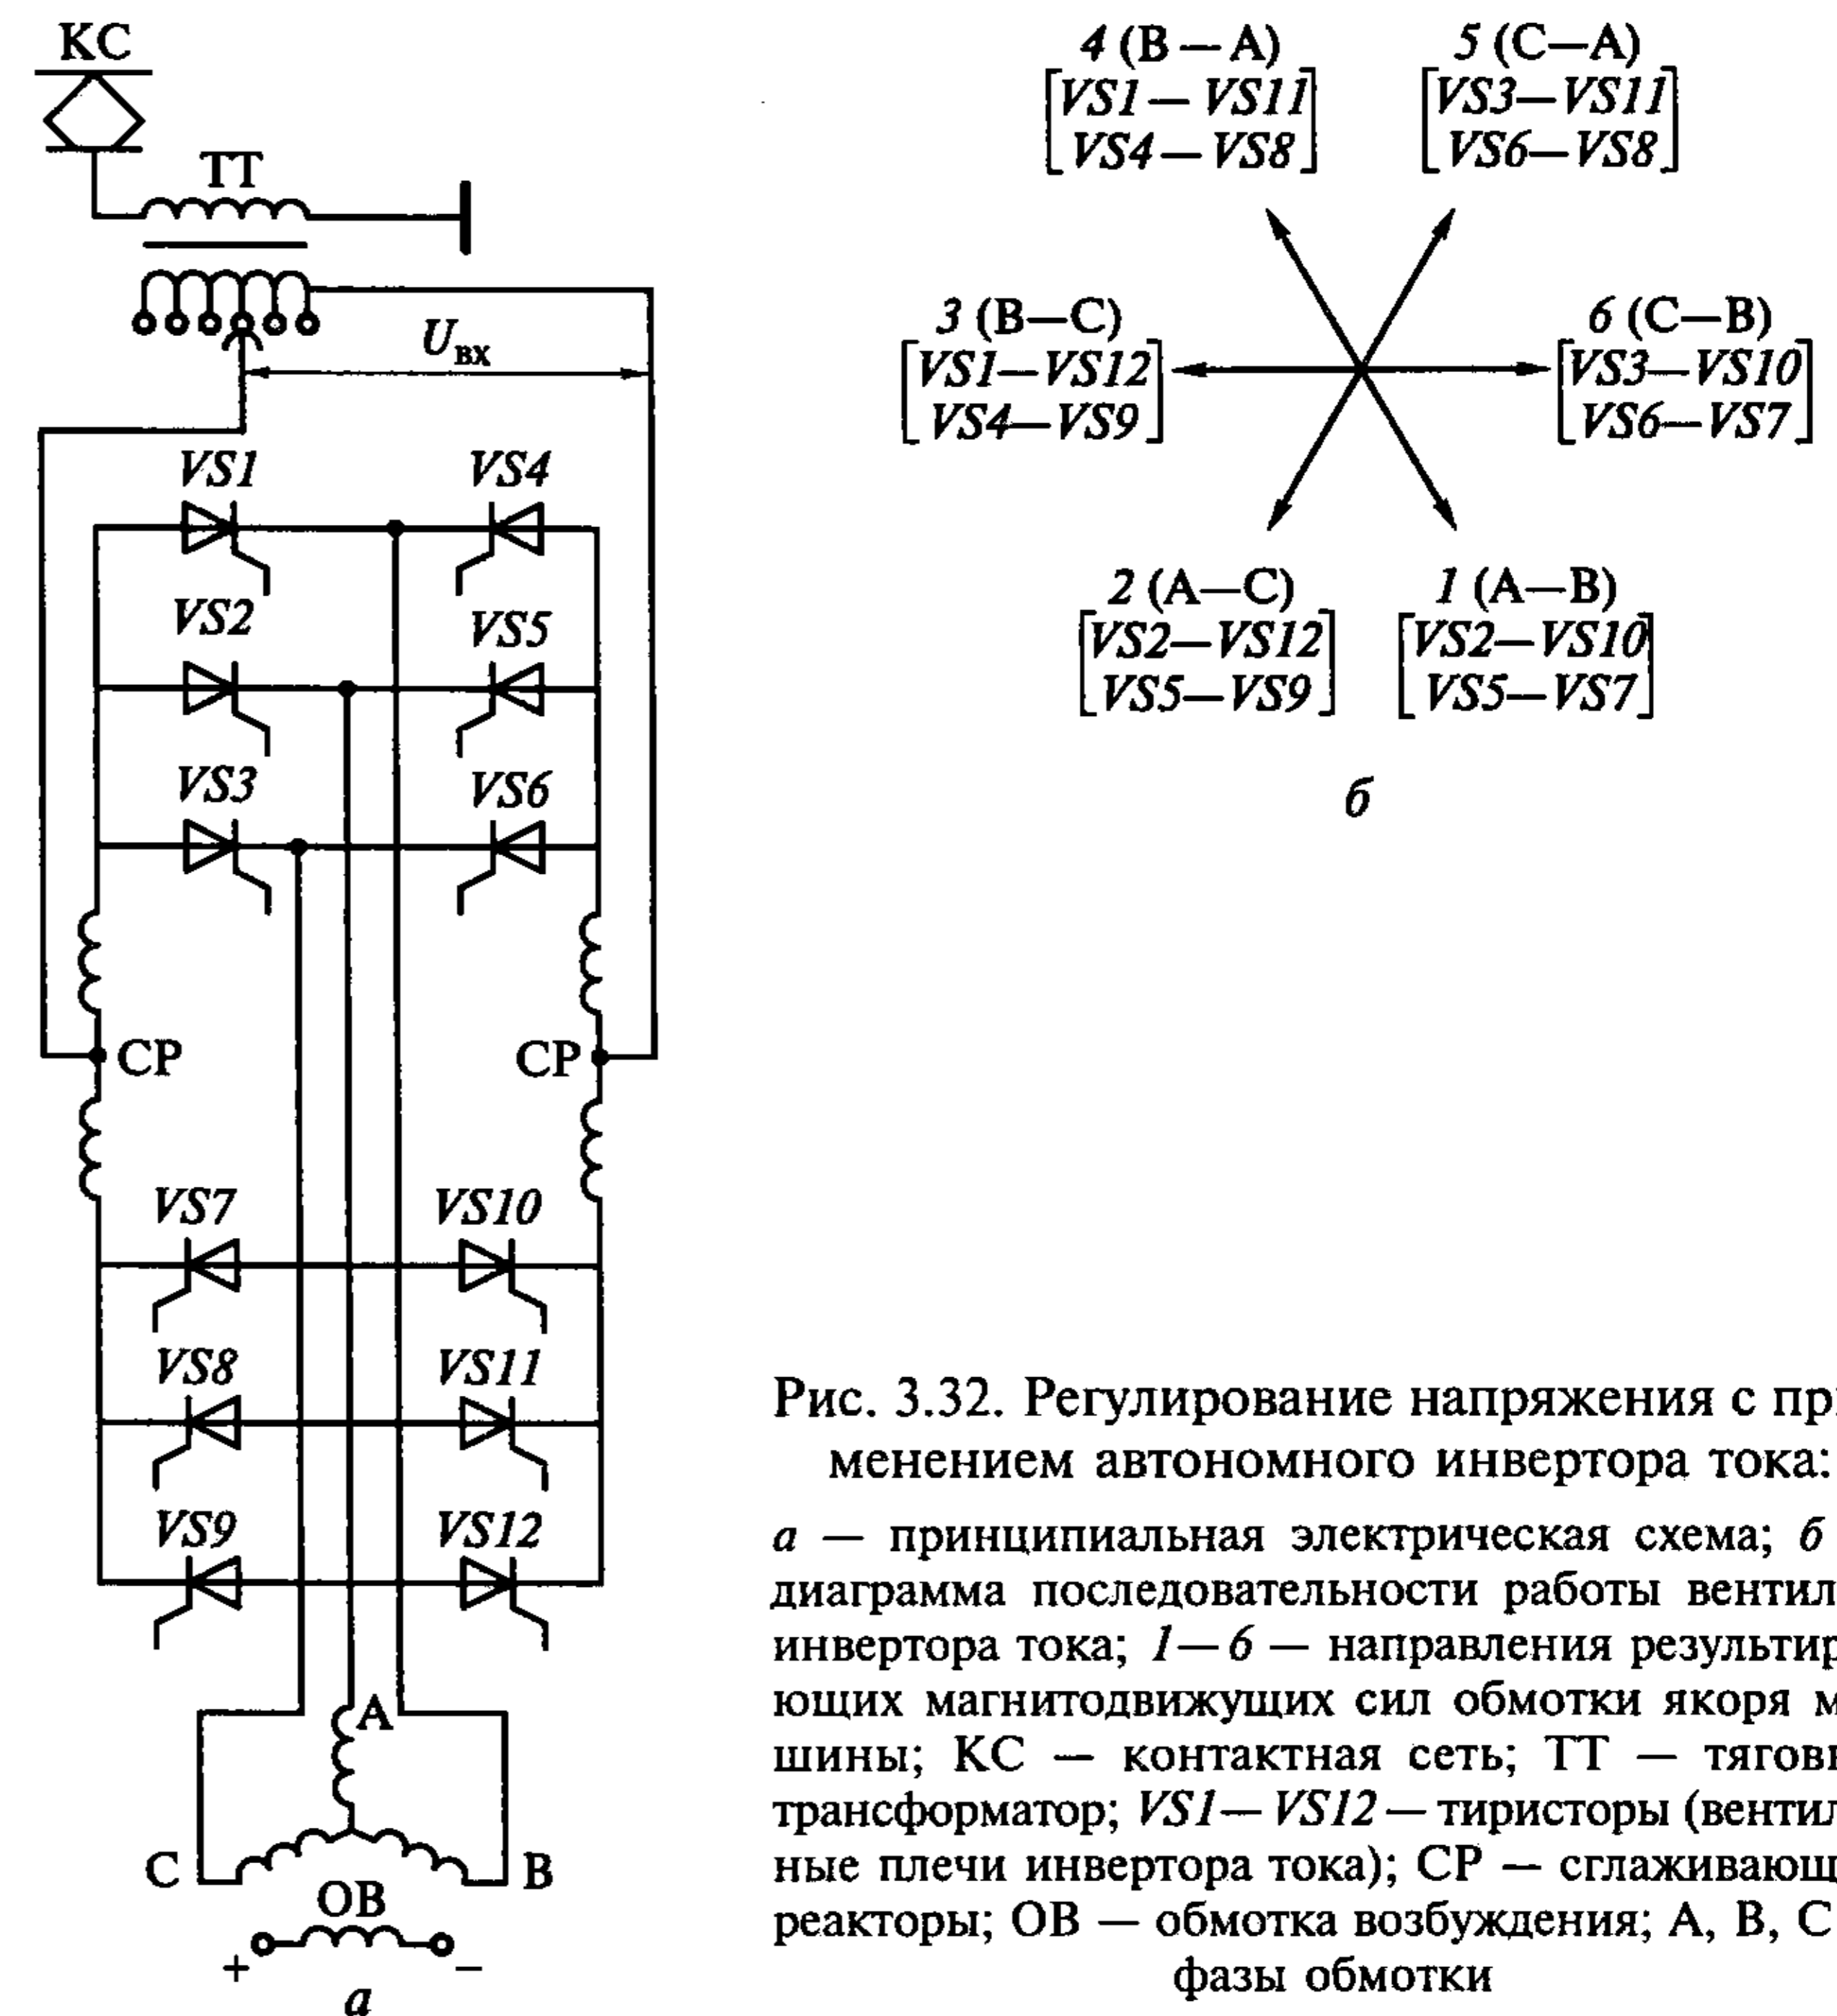 КС
ТТ
Uвх
VS1 VS4
VS2 VS5
VS3 VS6
СР СР
VS7 VS10
VS8 VS11
VS9 VS12
А
С В
ОВ
+ −
а
4 (В — А) 5 (С—А)
[VS1 — VS11] [VS3—VS11]
[VS4 — VS8] [VS6—VS8]
3 (В—С) 6 (С—В)
[VS1—VS12] [VS3—VS10]
[VS4—VS9] [VS6—VS7]
2 (А—С) 1 (А—В)
[VS2—VS12] [VS2—VS10]
[VS5—VS9] [VS5—VS7]
б
Рис. 3.32. Регулирование напряжения с при
менением автономного инвертора тока:
а — принципиальная электрическая схема; б
диаграмма последовательности работы вентил
инвертора тока; 1—6 — направления результир
ющих магнитодвижущих сил обмотки якоря м
шины; КС — контактная сеть; ТТ — тягов
трансформатор; VS1— VS12 — тиристоры (вентил
ные плечи инвертора тока); СР — сглаживающ
реакторы; ОВ — обмотка возбуждения; А, В, С
фазы обмотки